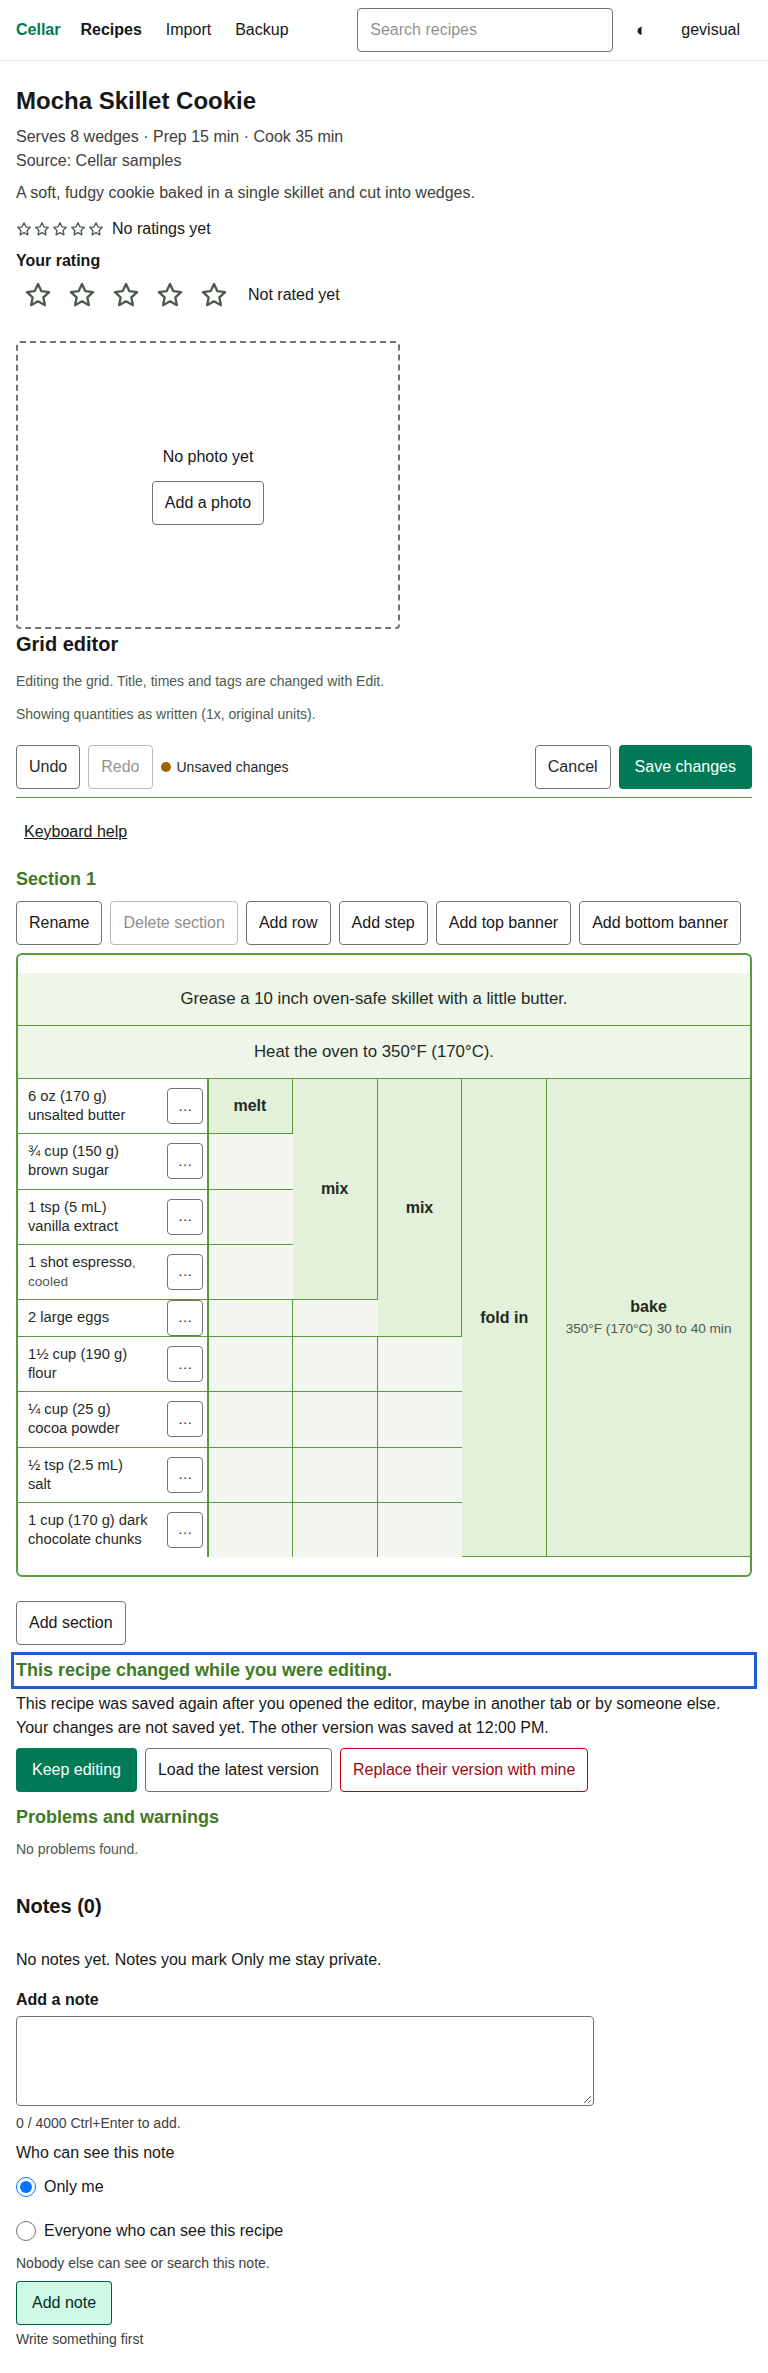 Cellar Recipes Import Backup Search recipes gevisual
Mocha Skillet Cookie
Serves 8 wedges · Prep 15 min · Cook 35 min
Source: Cellar samples
A soft, fudgy cookie baked in a single skillet and cut into wedges.
No ratings yet
Your rating
Not rated yet
No photo yet
Add a photo
Grid editor
Editing the grid. Title, times and tags are changed with Edit.
Showing quantities as written (1x, original units).
Undo Redo Unsaved changes Cancel Save changes
Keyboard help
Section 1
Rename Delete section Add row Add step Add top banner Add bottom banner
Grease a 10 inch oven-safe skillet with a little butter.
Heat the oven to 350°F (170°C).
6 oz (170 g)
unsalted butter
...
melt
¾ cup (150 g)
brown sugar
...
mix
1 tsp (5 mL)
vanilla extract
...
mix
1 shot espresso,
cooled
...
2 large eggs
...
fold in
bake
350°F (170°C) 30 to 40 min
1½ cup (190 g)
flour
...
¼ cup (25 g)
cocoa powder
...
½ tsp (2.5 mL)
salt
...
1 cup (170 g) dark
chocolate chunks
...
Add section
This recipe changed while you were editing.
This recipe was saved again after you opened the editor, maybe in another tab or by someone else.
Your changes are not saved yet. The other version was saved at 12:00 PM.
Keep editing Load the latest version Replace their version with mine
Problems and warnings
No problems found.
Notes (0)
No notes yet. Notes you mark Only me stay private.
Add a note
0 / 4000 Ctrl+Enter to add.
Who can see this note
Only me
Everyone who can see this recipe
Nobody else can see or search this note.
Add note
Write something first